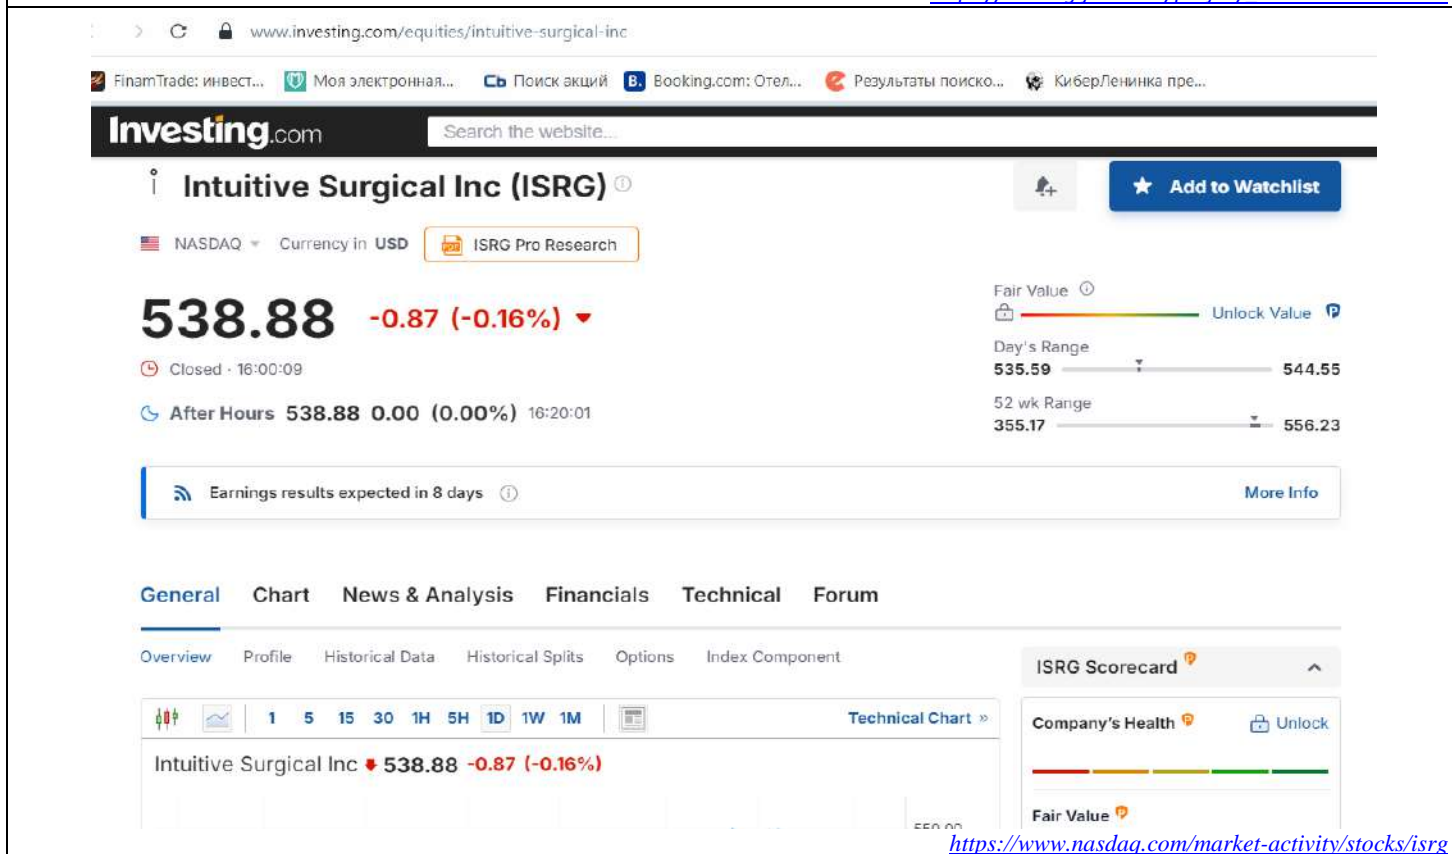 www.investing.com/equities/intuitive-surgical-inc
FinamTrade: инвест... Моя электронная... Сь Поиск акций B. Booking.com: Отел... Результаты поиско... КиберЛенинка пре...
Investing.com Search the website...
Intuitive Surgical Inc (ISRG)
Add to Watchlist
NASDAQ Currency in USD ISRG Pro Research
538.88 -0.87 (-0.16%)
Fair Value
Unlock Value
Day's Range
535.59 544.55
Closed · 16:00:09
52 wk Range
355.17 556.23
After Hours 538.88 0.00 (0.00%) 16:20:01
Earnings results expected in 8 days More Info
General Chart News & Analysis Financials Technical Forum
Overview Profile Historical Data Historical Splits Options Index Component
ISRG Scorecard
1 5 15 30 1H 5H 1D 1W 1M Technical Chart »
Company's Health Unlock
Intuitive Surgical Inc 538.88 -0.87 (-0.16%)
Fair Value
https://www.nasdaq.com/market-activity/stocks/isrg